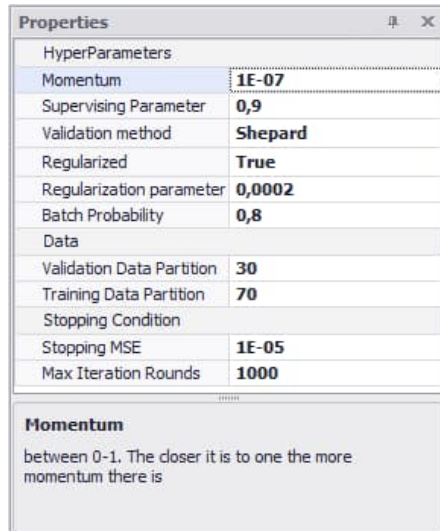 Properties
HyperParameters
Momentum 1E-07
Supervising Parameter 0,9
Validation method Shepard
Regularized True
Regularization parameter 0,0002
Batch Probability 0,8
Data
Validation Data Partition 30
Training Data Partition 70
Stopping Condition
Stopping MSE 1E-05
Max Iteration Rounds 1000
Momentum
between 0-1. The closer it is to one the more
momentum there is